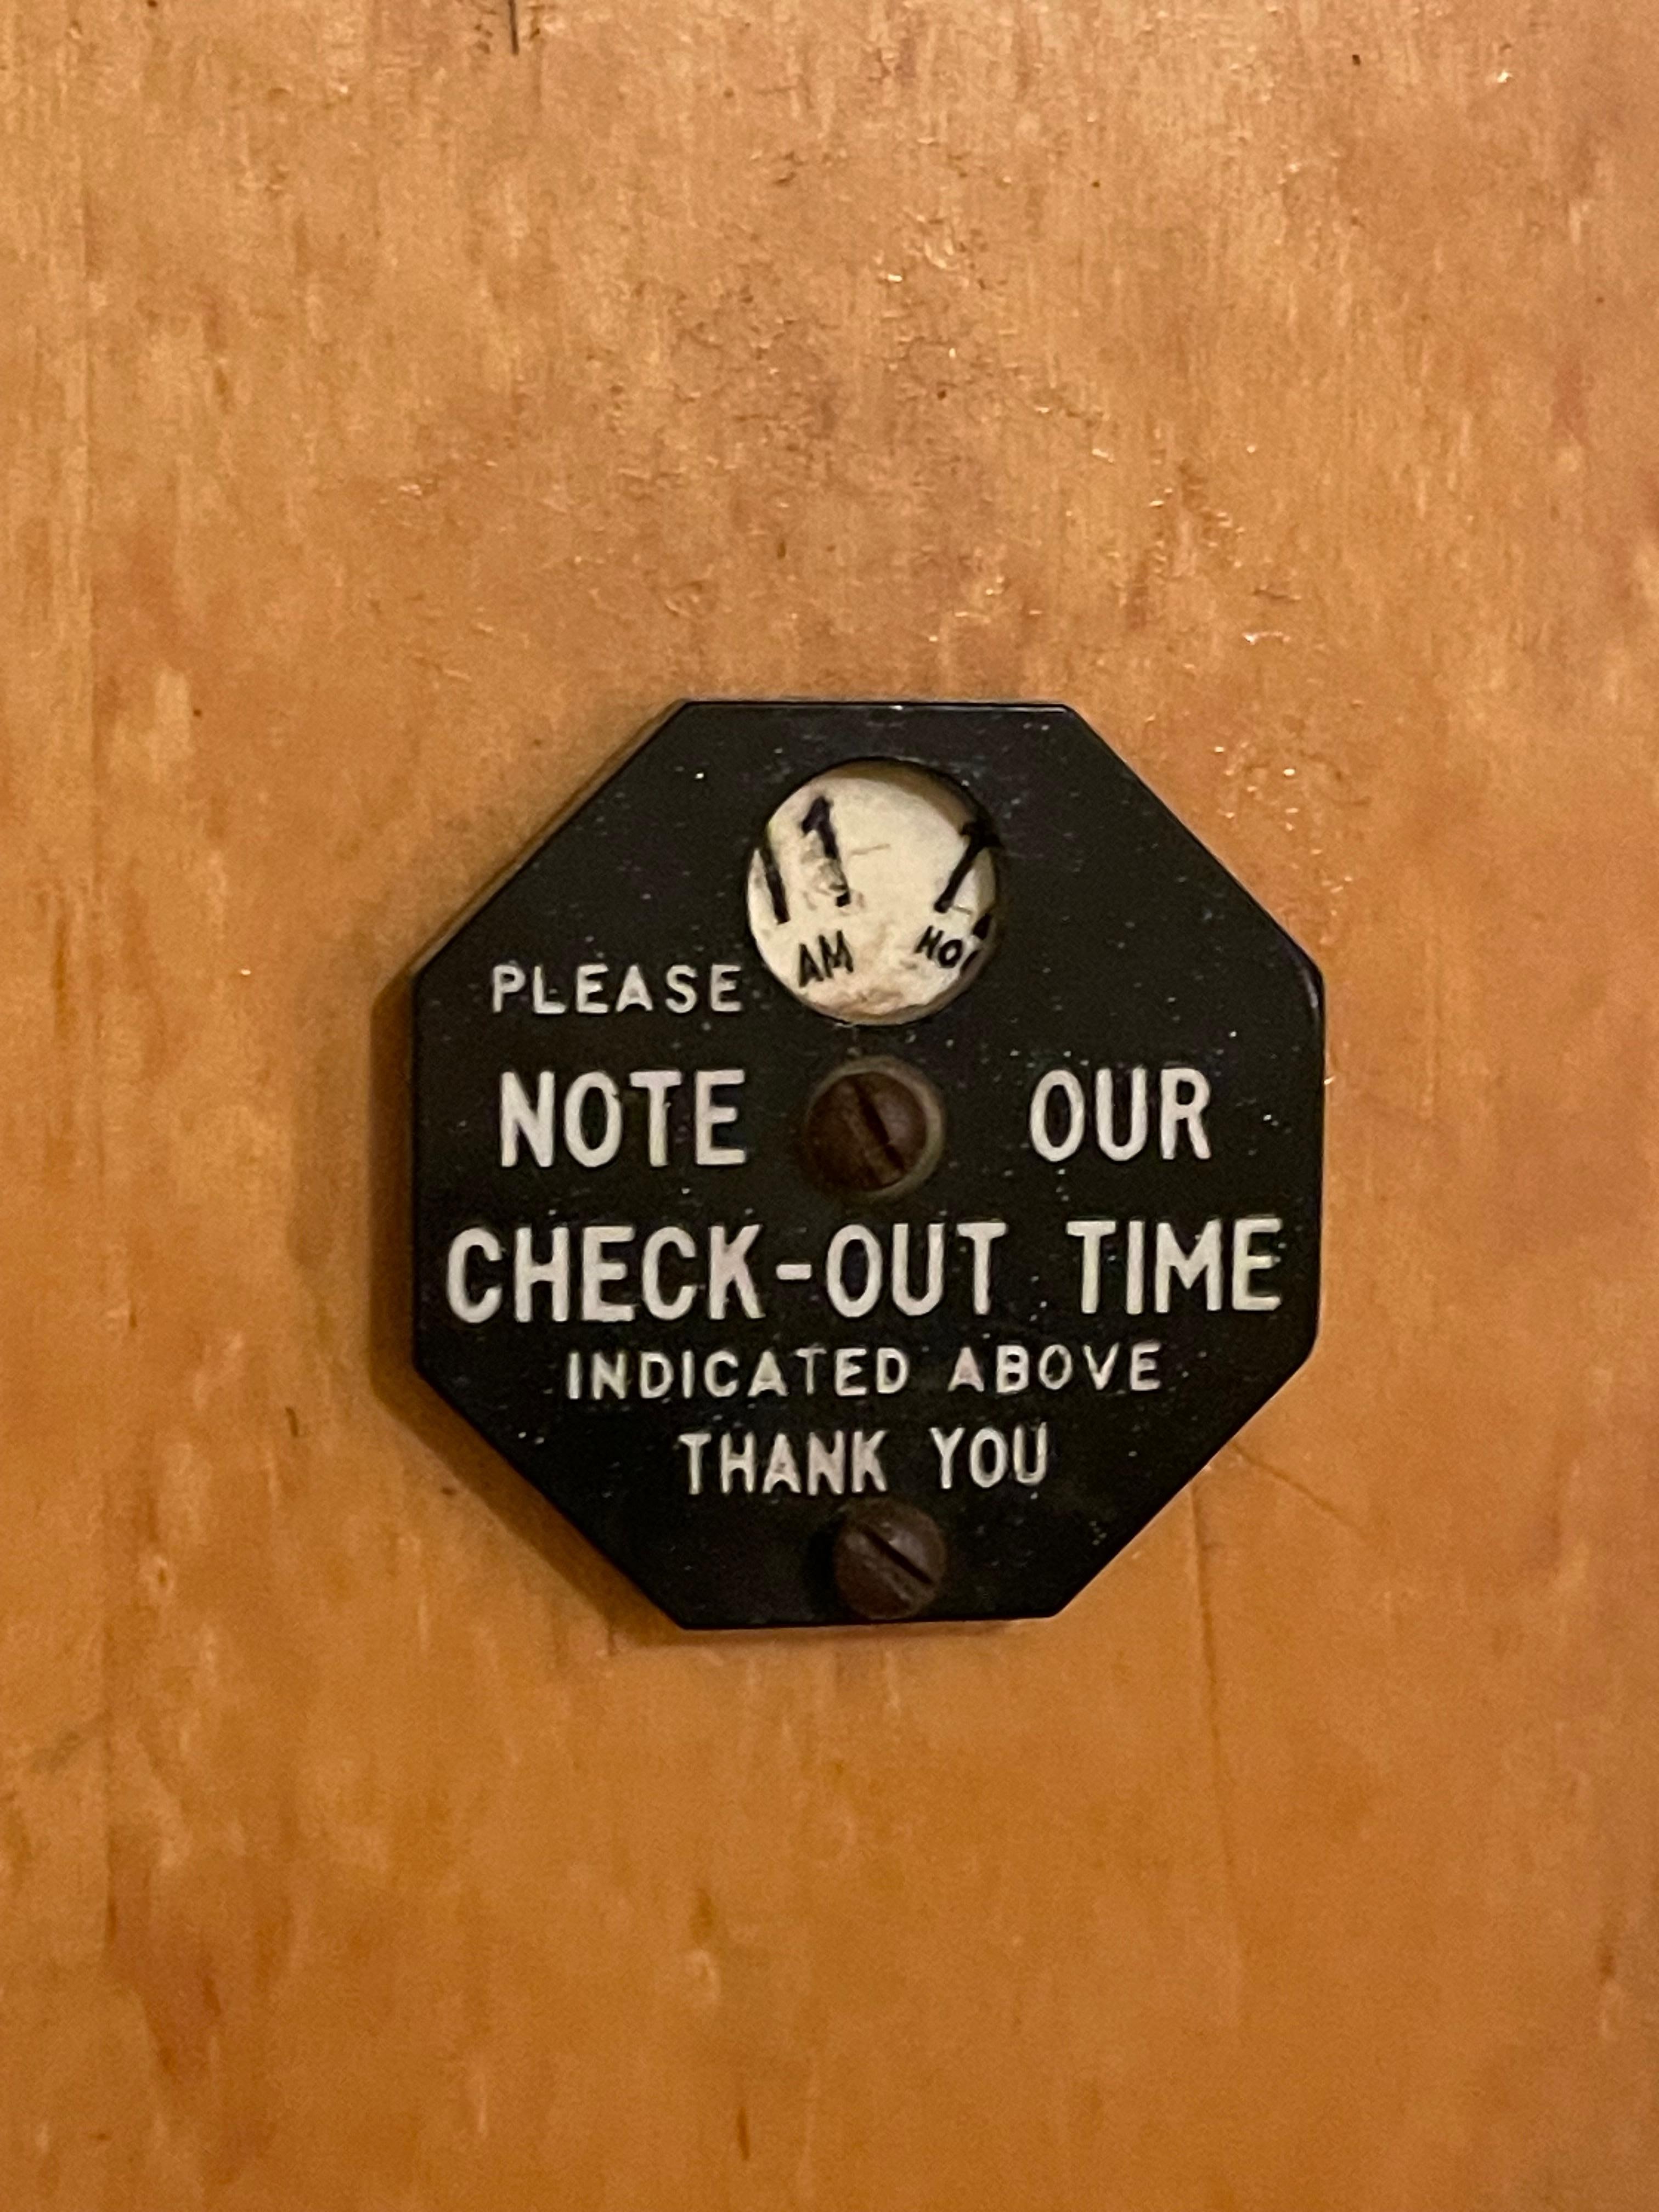 11
AM
PLEASE
NOTE OUR
CHECK-OUT TIME
INDICATED ABOVE
THANK YOU